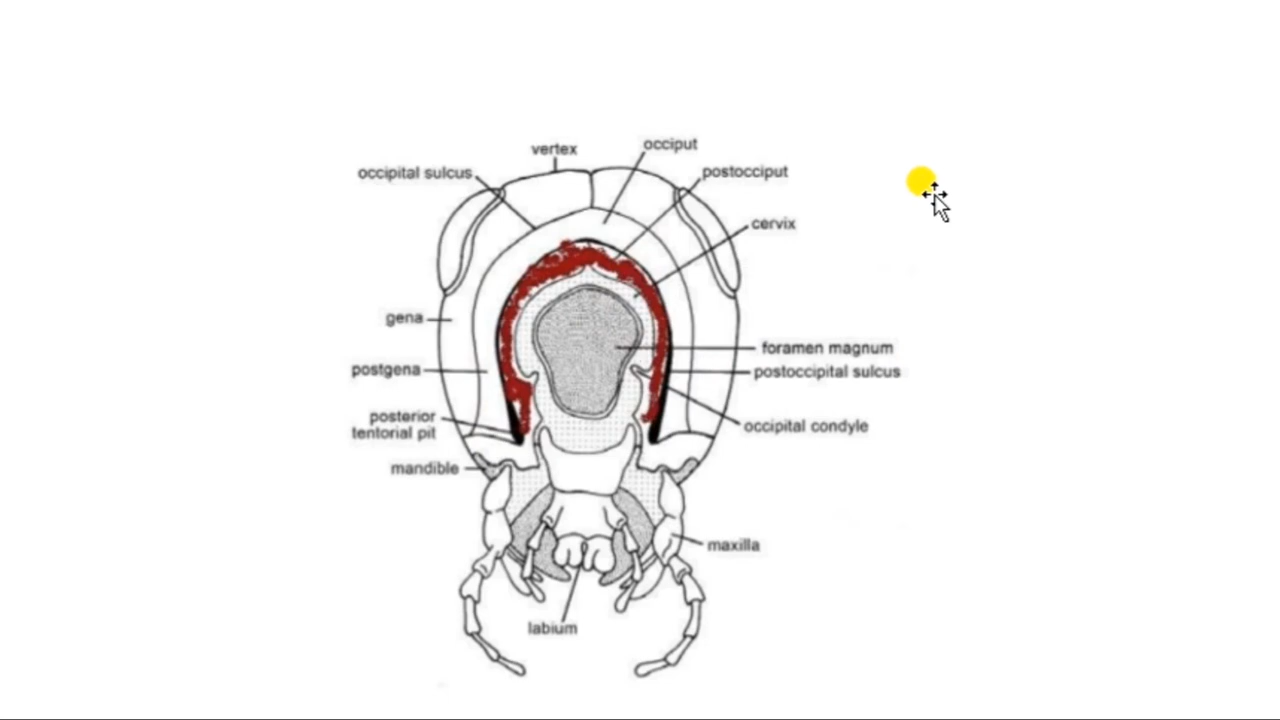 occiput
vertex
occipital sulcus
postocciput
cervix
gena
foramen magnum
postgena
postoccipital sulcus
posterior
tentorial pit
occipital condyle
mandible
maxilla
labium